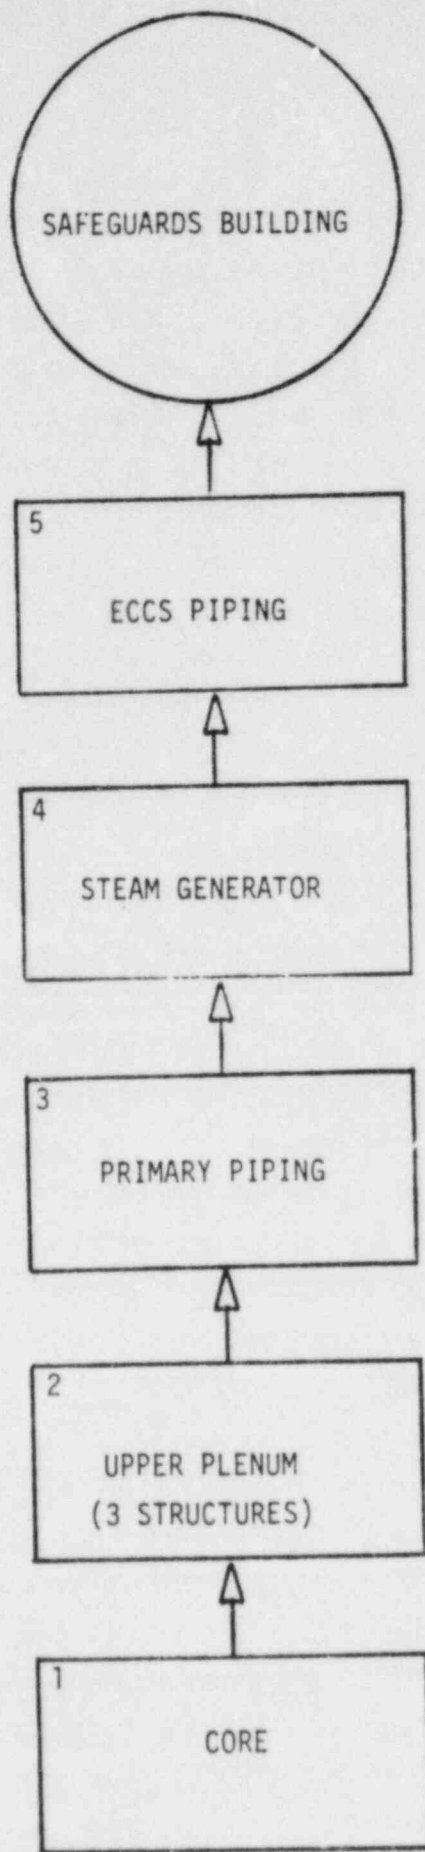 SAFEGUARDS BUILDING
5
ECCS PIPING
4
STEAM GENERATOR
3
PRIMARY PIPING
2
UPPER PLENUM
(3 STRUCTURES)
1
CORE